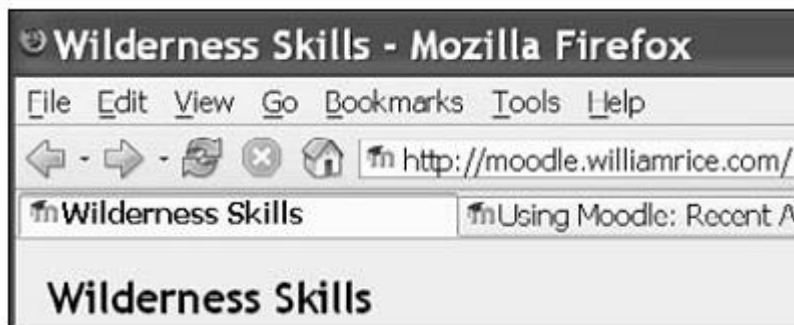 Wilderness Skills - Mozilla Firefox
File Edit View Go Bookmarks Tools Help
http://moodle.williamrice.com/
Wilderness Skills Using Moodle: Recent A
Wilderness Skills